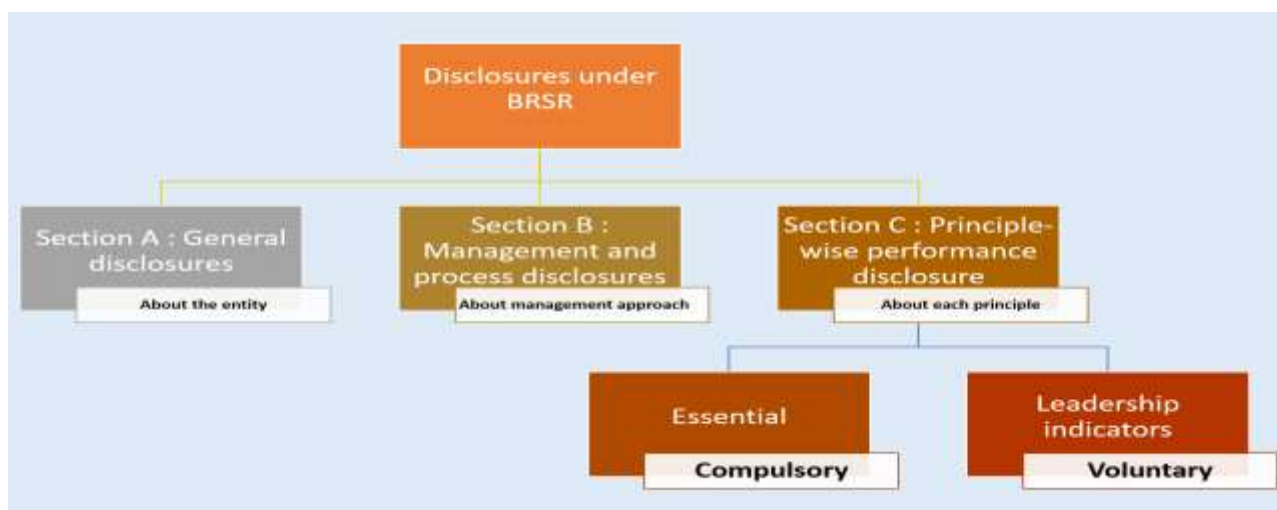 Disclosures under
BRSR
Section A : General
disclosures
About the entity
Section B :
Management and
process disclosures
About management approach
Section C : Principle-
wise performance
disclosure
About each principle
Essential
Compulsory
Leadership
indicators
Voluntary